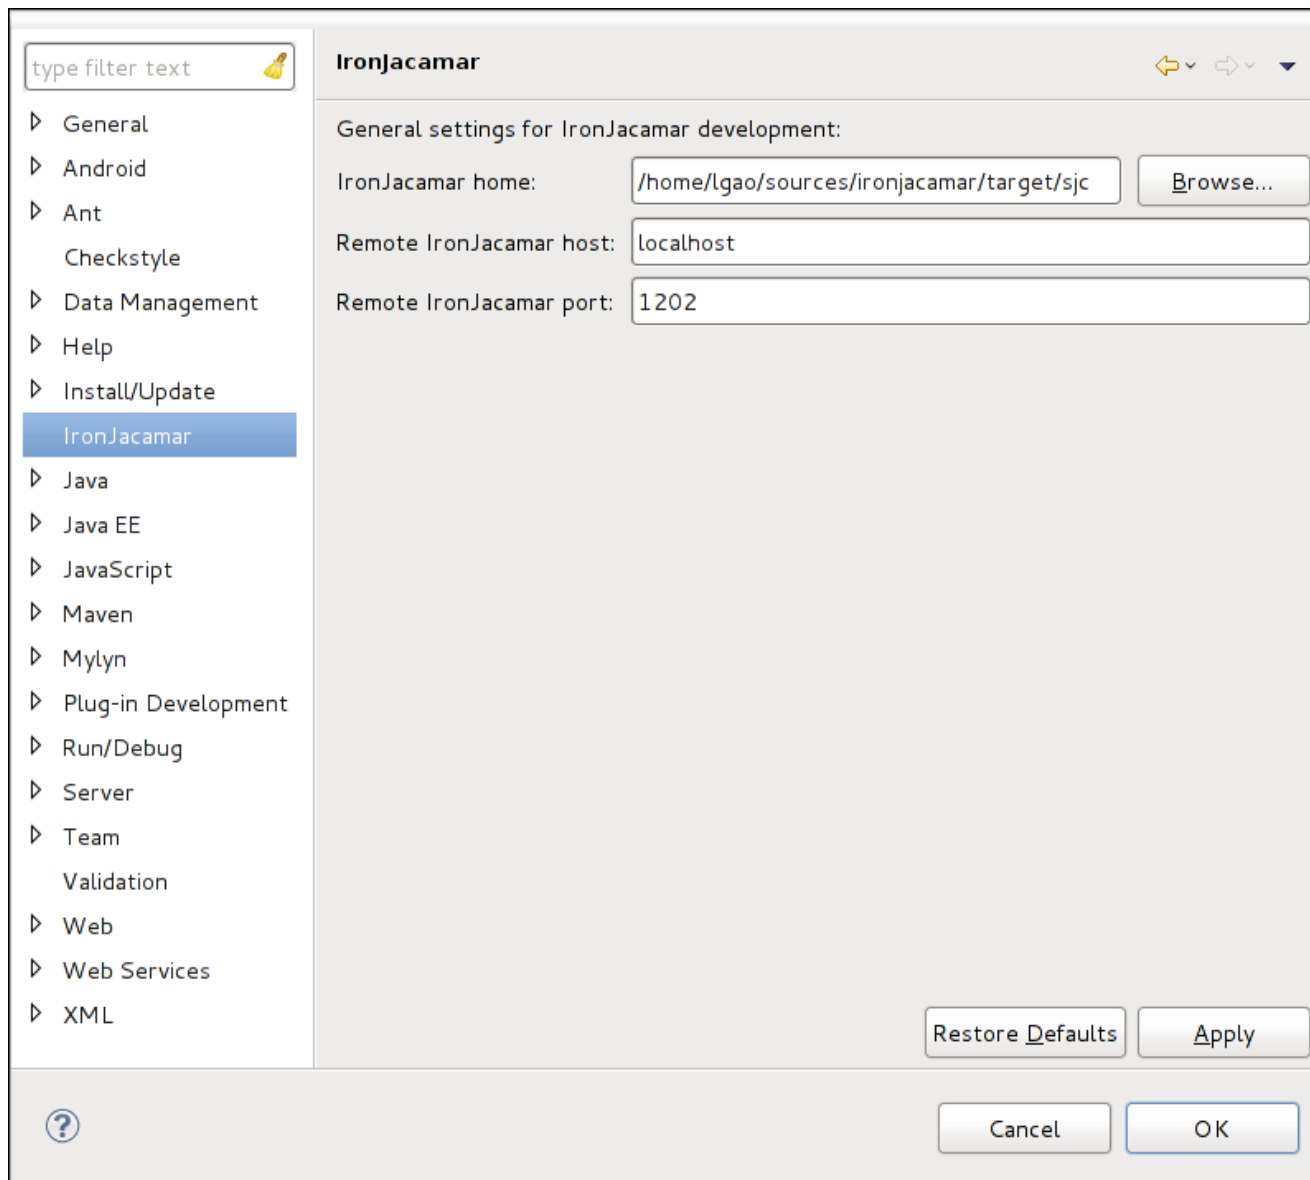 type filter text
General
Android
Ant
Checkstyle
Data Management
Help
Install/Update
IronJacamar
Java
Java EE
JavaScript
Maven
Mylyn
Plug-in Development
Run/Debug
Server
Team
Validation
Web
Web Services
XML
IronJacamar
General settings for IronJacamar development:
IronJacamar home: /home/lgao/sources/ironjacamar/target/sjc Browse...
Remote IronJacamar host: localhost
Remote IronJacamar port: 1202
Restore Defaults Apply
? Cancel OK